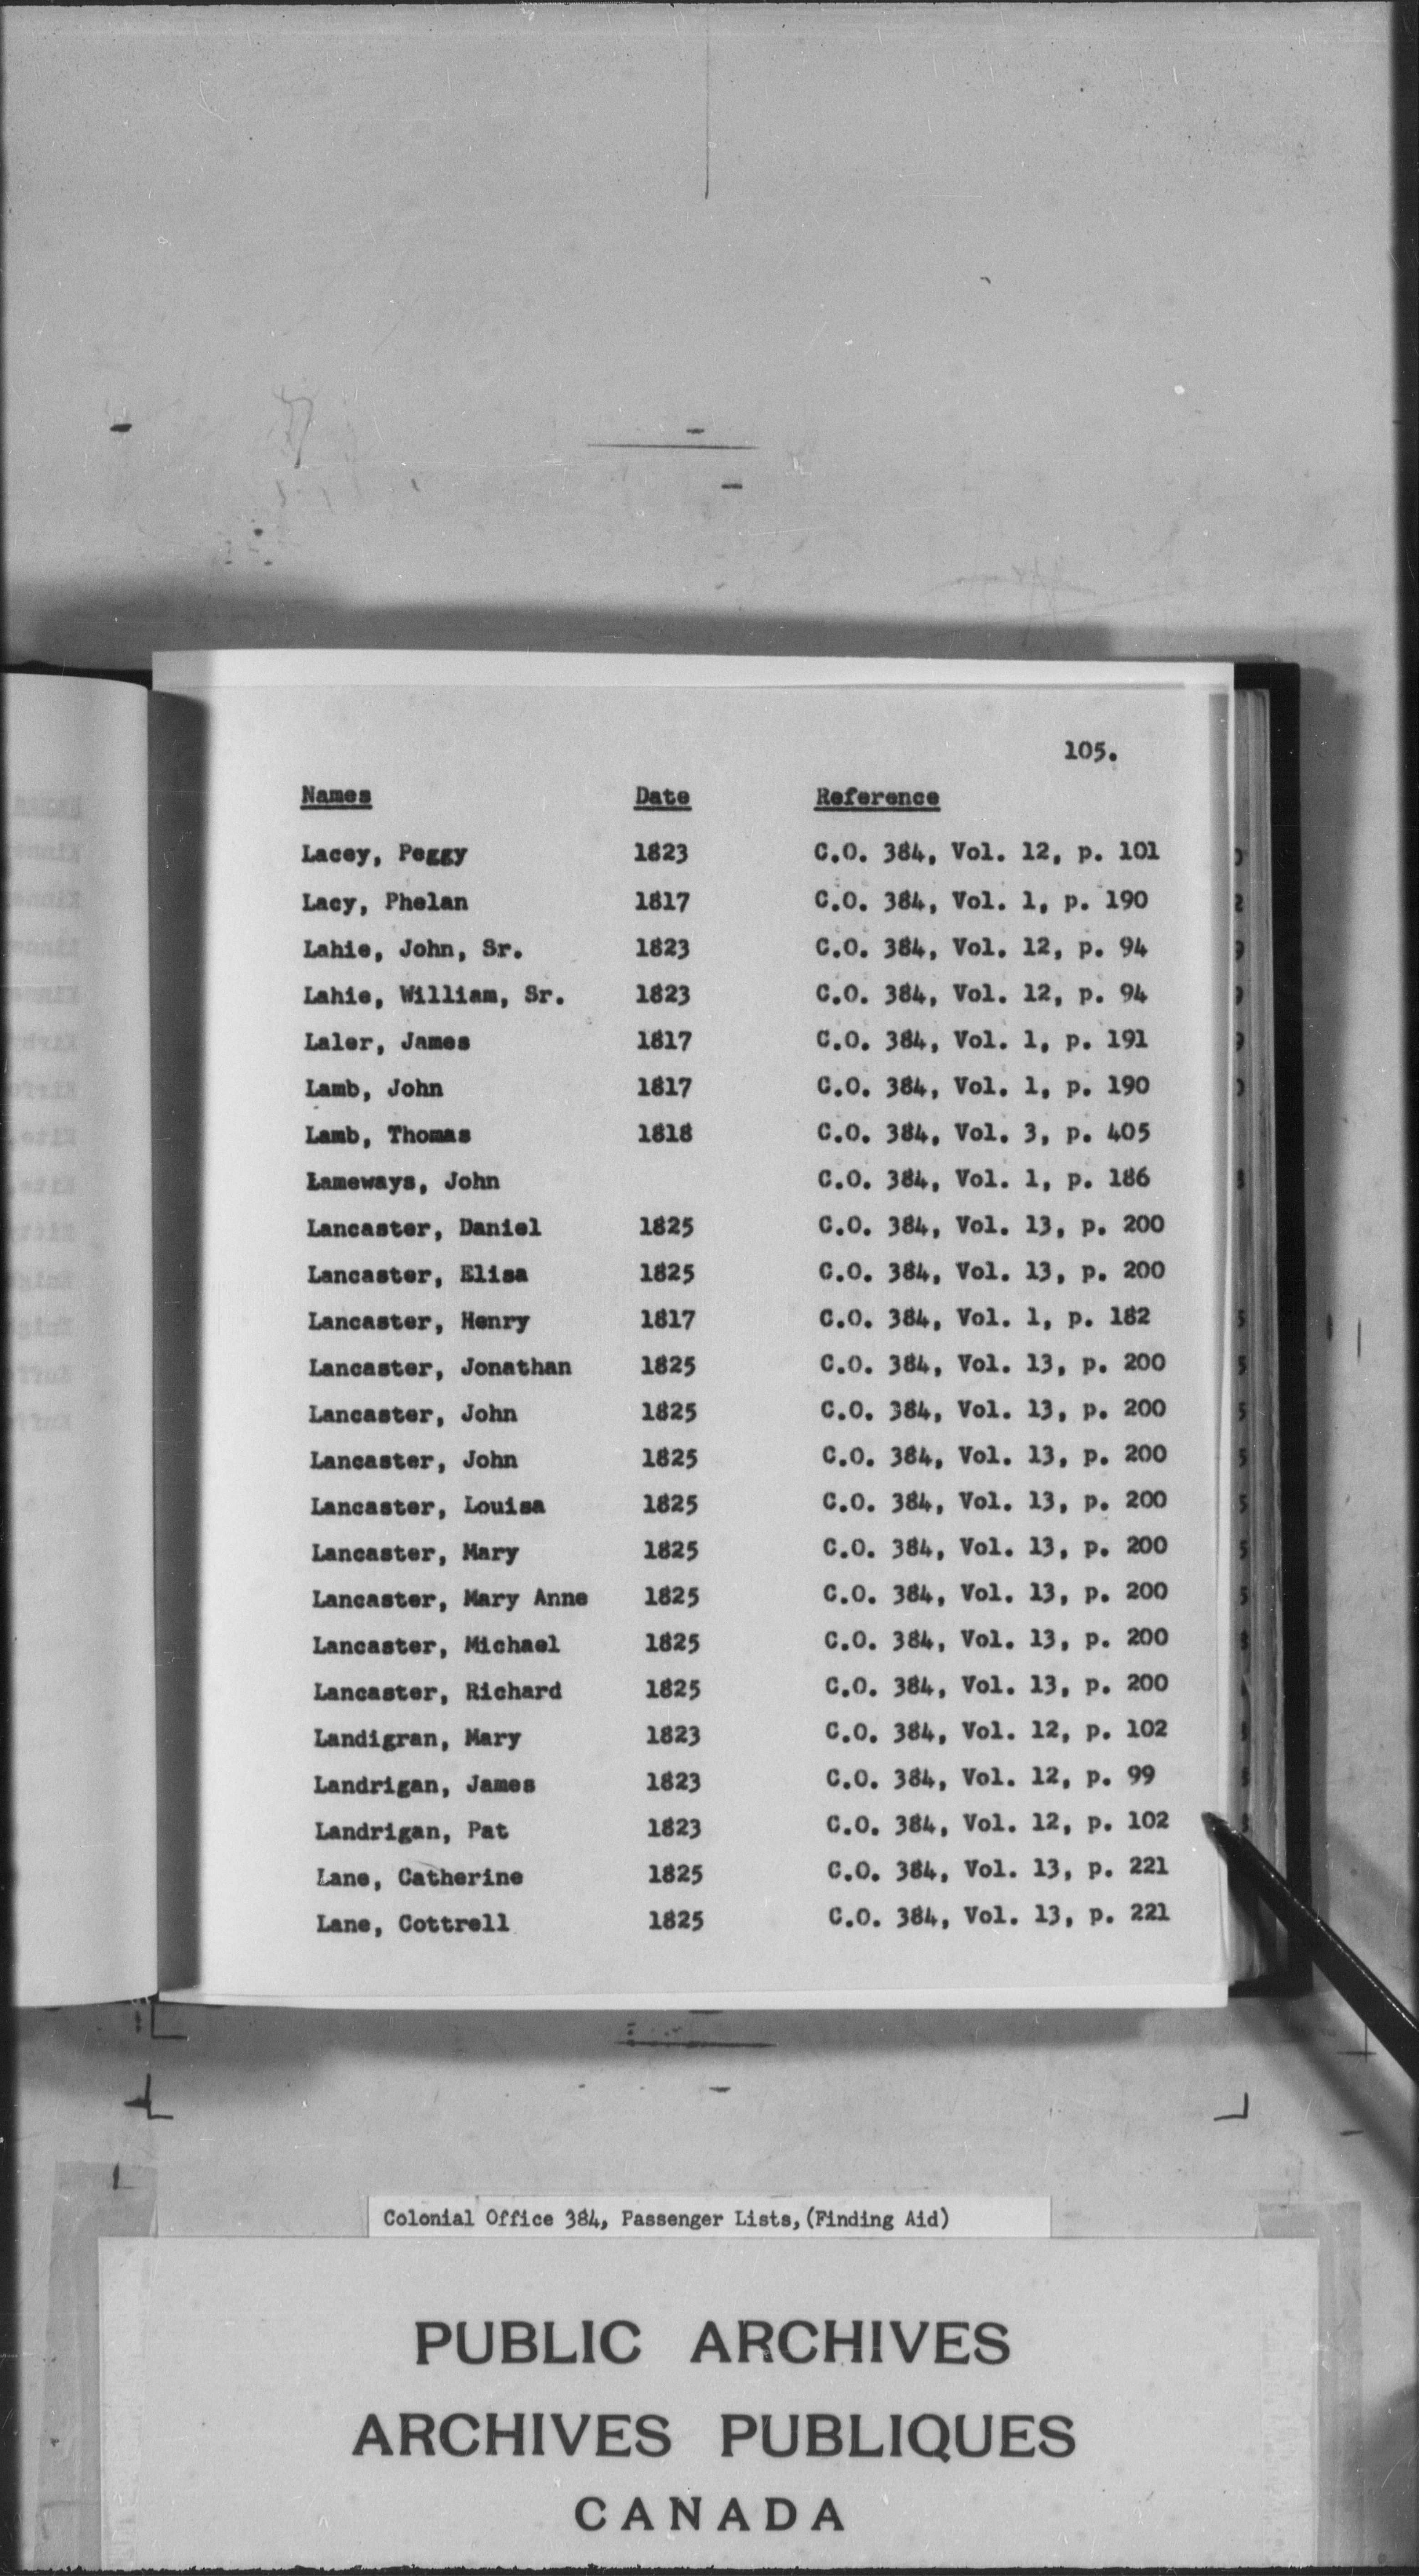 105.
Names Date Reference
Lacey, Peggy 1823 C.O. 384, Vol. 12, p. 101
Lacy, Phelan 1817 C.O. 384, Vol. 1, p. 190
Lahie, John, Sr. 1823 C.O. 384, Vol. 12, p. 94
Lahie, William, Sr. 1823 C.O. 384, Vol. 12, p. 94
Laler, James 1817 C.O. 384, Vol. 1, p. 191
Lamb, John 1817 C.O. 384, Vol. 1, p. 190
Lamb, Thomas 1818 C.O. 384, Vol. 3, p. 405
Lameways, John C.O. 384, Vol. 1, p. 186
Lancaster, Daniel 1825 C.O. 384, Vol. 13, p. 200
Lancaster, Elisa 1825 C.O. 384, Vol. 13, p. 200
Lancaster, Henry 1817 C.O. 384, Vol. 1, p. 182
Lancaster, Jonathan 1825 C.O. 384, Vol. 13, p. 200
Lancaster, John 1825 C.O. 384, Vol. 13, p. 200
Lancaster, John 1825 C.O. 384, Vol. 13, p. 200
Lancaster, Louisa 1825 C.O. 384, Vol. 13, p. 200
Lancaster, Mary 1825 C.O. 384, Vol. 13, p. 200
Lancaster, Mary Anne 1825 C.O. 384, Vol. 13, p. 200
Lancaster, Michael 1825 C.O. 384, Vol. 13, p. 200
Lancaster, Richard 1825 C.O. 384, Vol. 13, p. 200
Landigran, Mary 1823 C.O. 384, Vol. 12, p. 102
Landrigan, James 1823 C.O. 384, Vol. 12, p. 99
Landrigan, Pat 1823 C.O. 384, Vol. 12, p. 102
Lane, Catherine 1825 C.O. 384, Vol. 13, p. 221
Lane, Cottrell 1825 C.O. 384, Vol. 13, p. 221
Colonial Office 384, Passenger Lists, (Finding Aid)
PUBLIC ARCHIVES
ARCHIVES PUBLIQUES
CANADA